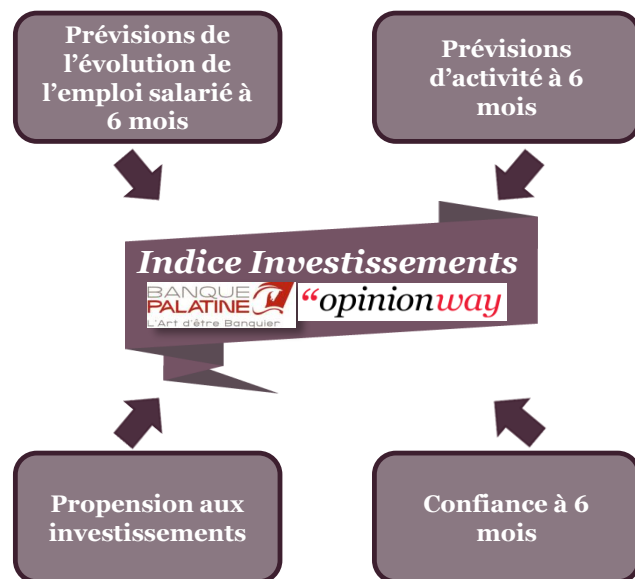 Prévisions de
l’évolution de
l’emploi salarié à
6 mois
Prévisions
d’activité à 6
mois
Indice Investissements
BANQUE
PALATINE
L'Art d'être Banquier
“opinionway
Propension aux
investissements
Confiance à 6
mois